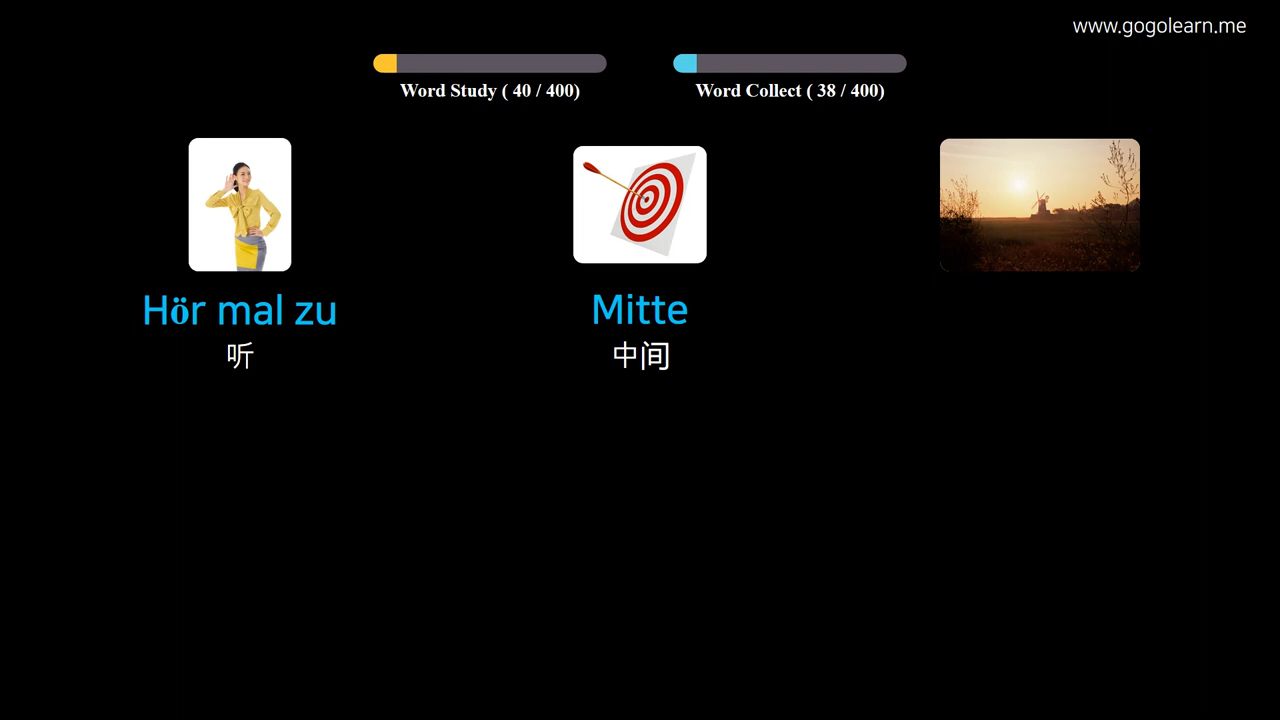 www.gogolearn.me
Word Study ( 40 / 400)
Word Collect ( 38 / 400)
Hör mal zu
Mitte
听
中间